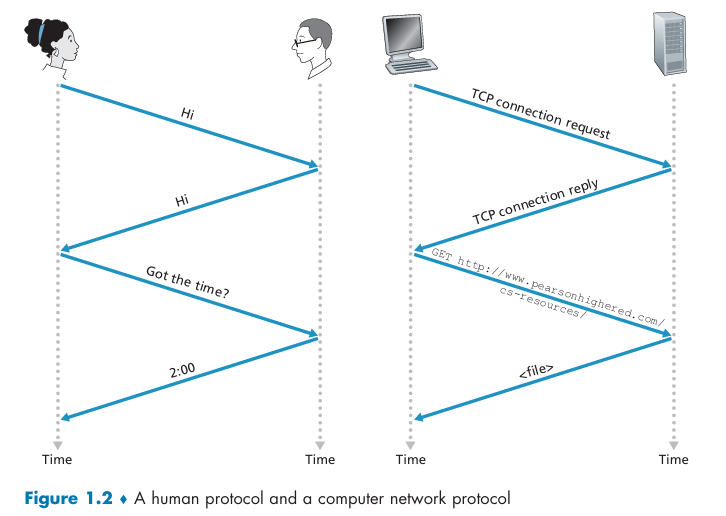 Hi
Hi
Got the time?
2:00
Time
Time
TCP connection request
TCP connection reply
GET http://www.pearsonhighered.com/
cs-resources/
<file>
Time
Time
Figure 1.2 ♦ A human protocol and a computer network protocol